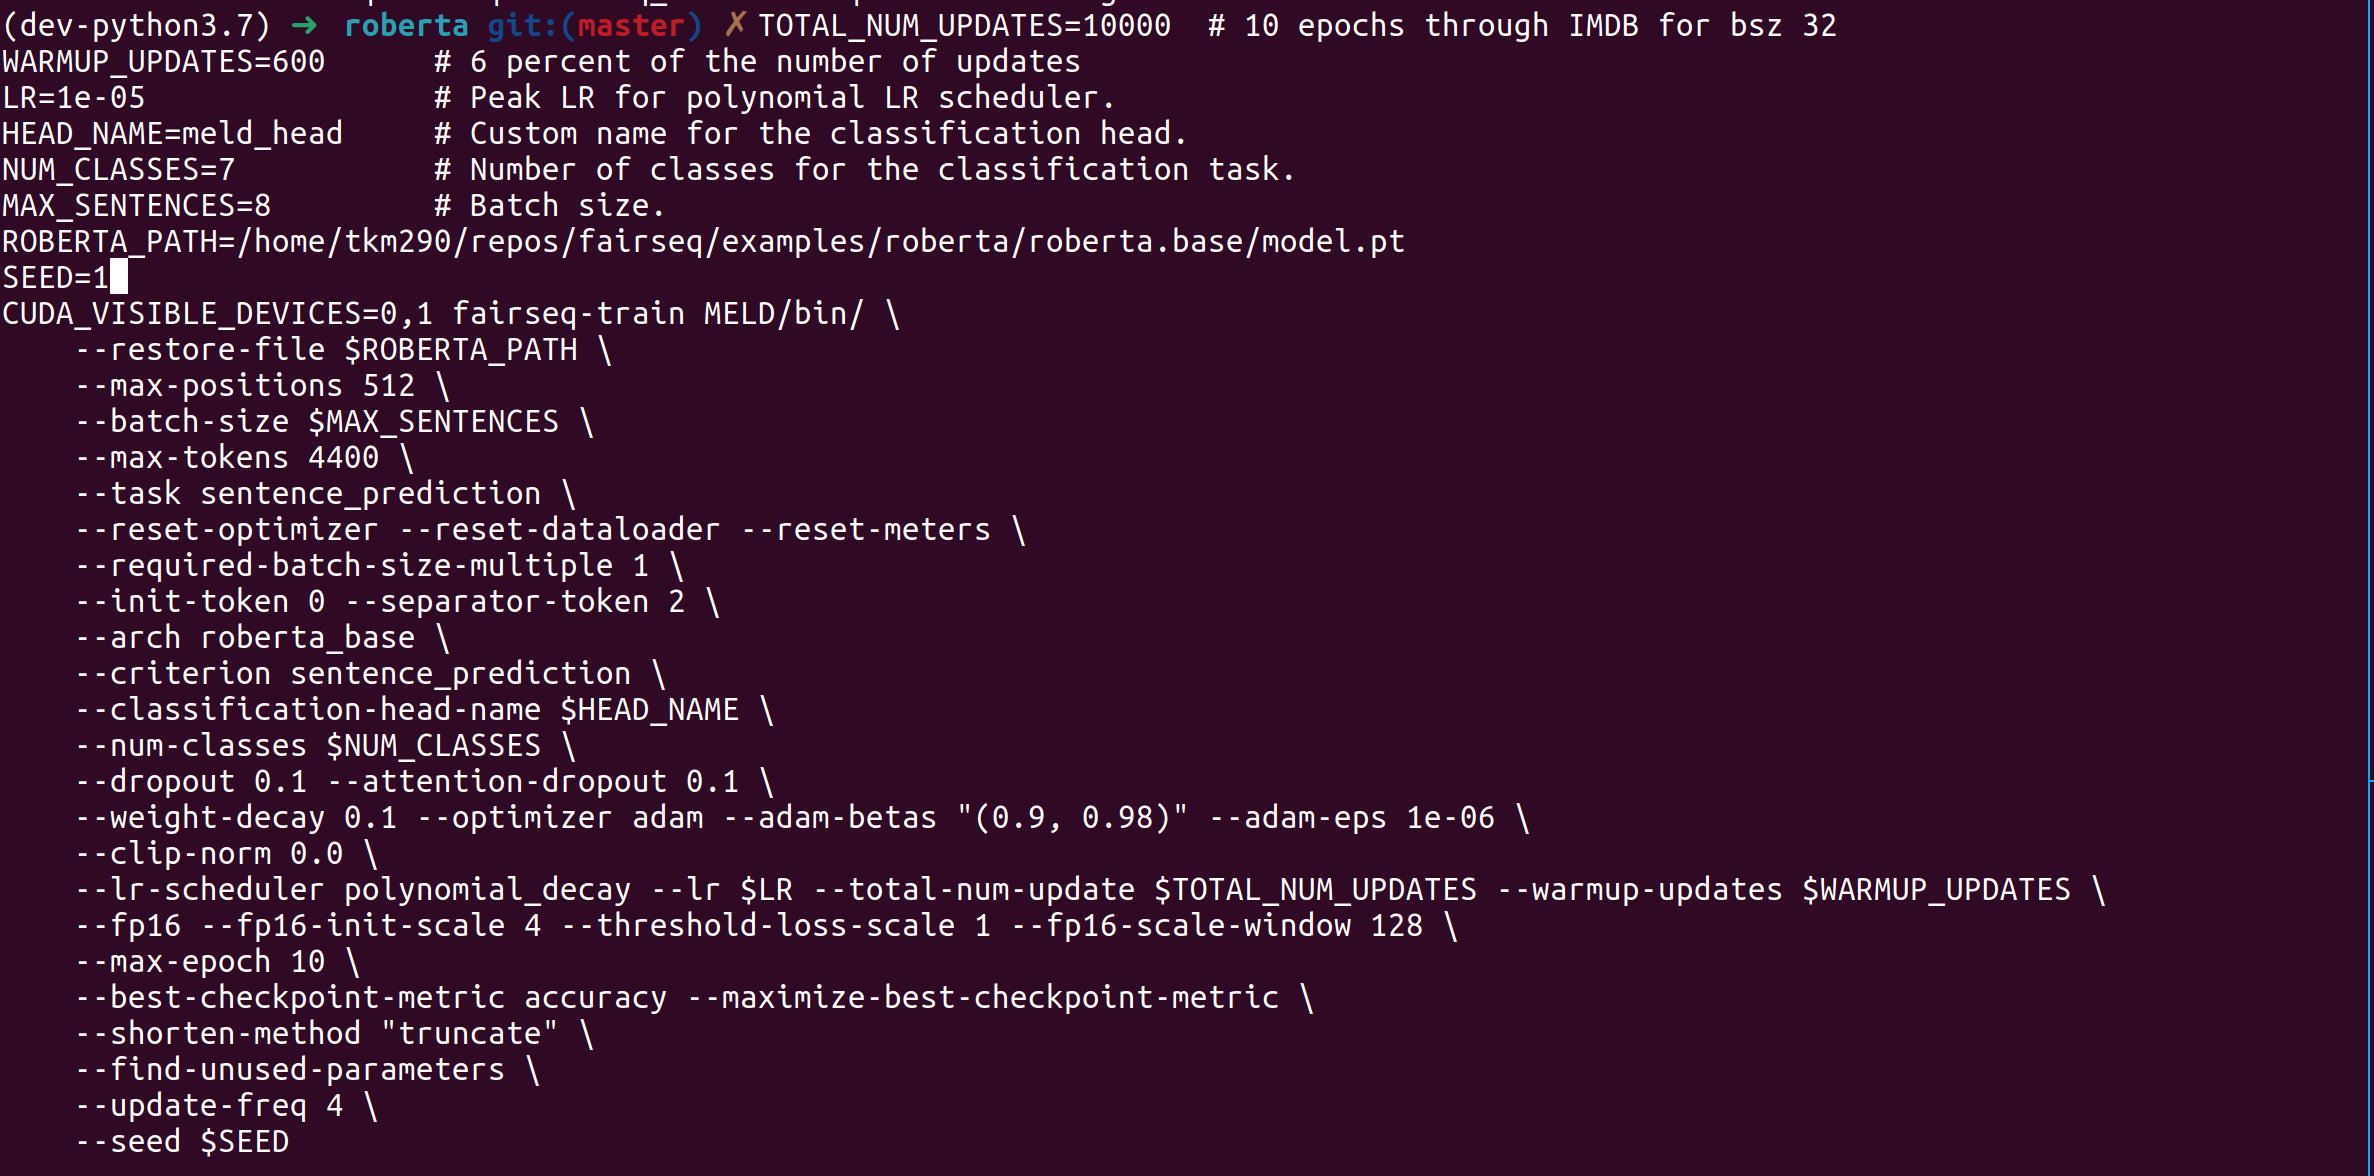 (dev-python3.7) ➜  roberta git:(master) ✗ TOTAL_NUM_UPDATES=10000  # 10 epochs through IMDB for bsz 32
WARMUP_UPDATES=600      # 6 percent of the number of updates
LR=1e-05                # Peak LR for polynomial LR scheduler.
HEAD_NAME=meld_head     # Custom name for the classification head.
NUM_CLASSES=7           # Number of classes for the classification task.
MAX_SENTENCES=8         # Batch size.
ROBERTA_PATH=/home/tkm290/repos/fairseq/examples/roberta/roberta.base/model.pt
SEED=1
CUDA_VISIBLE_DEVICES=0,1 fairseq-train MELD/bin/ \
    --restore-file $ROBERTA_PATH \
    --max-positions 512 \
    --batch-size $MAX_SENTENCES \
    --max-tokens 4400 \
    --task sentence_prediction \
    --reset-optimizer --reset-dataloader --reset-meters \
    --required-batch-size-multiple 1 \
    --init-token 0 --separator-token 2 \
    --arch roberta_base \
    --criterion sentence_prediction \
    --classification-head-name $HEAD_NAME \
    --num-classes $NUM_CLASSES \
    --dropout 0.1 --attention-dropout 0.1 \
    --weight-decay 0.1 --optimizer adam --adam-betas "(0.9, 0.98)" --adam-eps 1e-06 \
    --clip-norm 0.0 \
    --lr-scheduler polynomial_decay --lr $LR --total-num-update $TOTAL_NUM_UPDATES --warmup-updates $WARMUP_UPDATES \
    --fp16 --fp16-init-scale 4 --threshold-loss-scale 1 --fp16-scale-window 128 \
    --max-epoch 10 \
    --best-checkpoint-metric accuracy --maximize-best-checkpoint-metric \
    --shorten-method "truncate" \
    --find-unused-parameters \
    --update-freq 4 \
    --seed $SEED